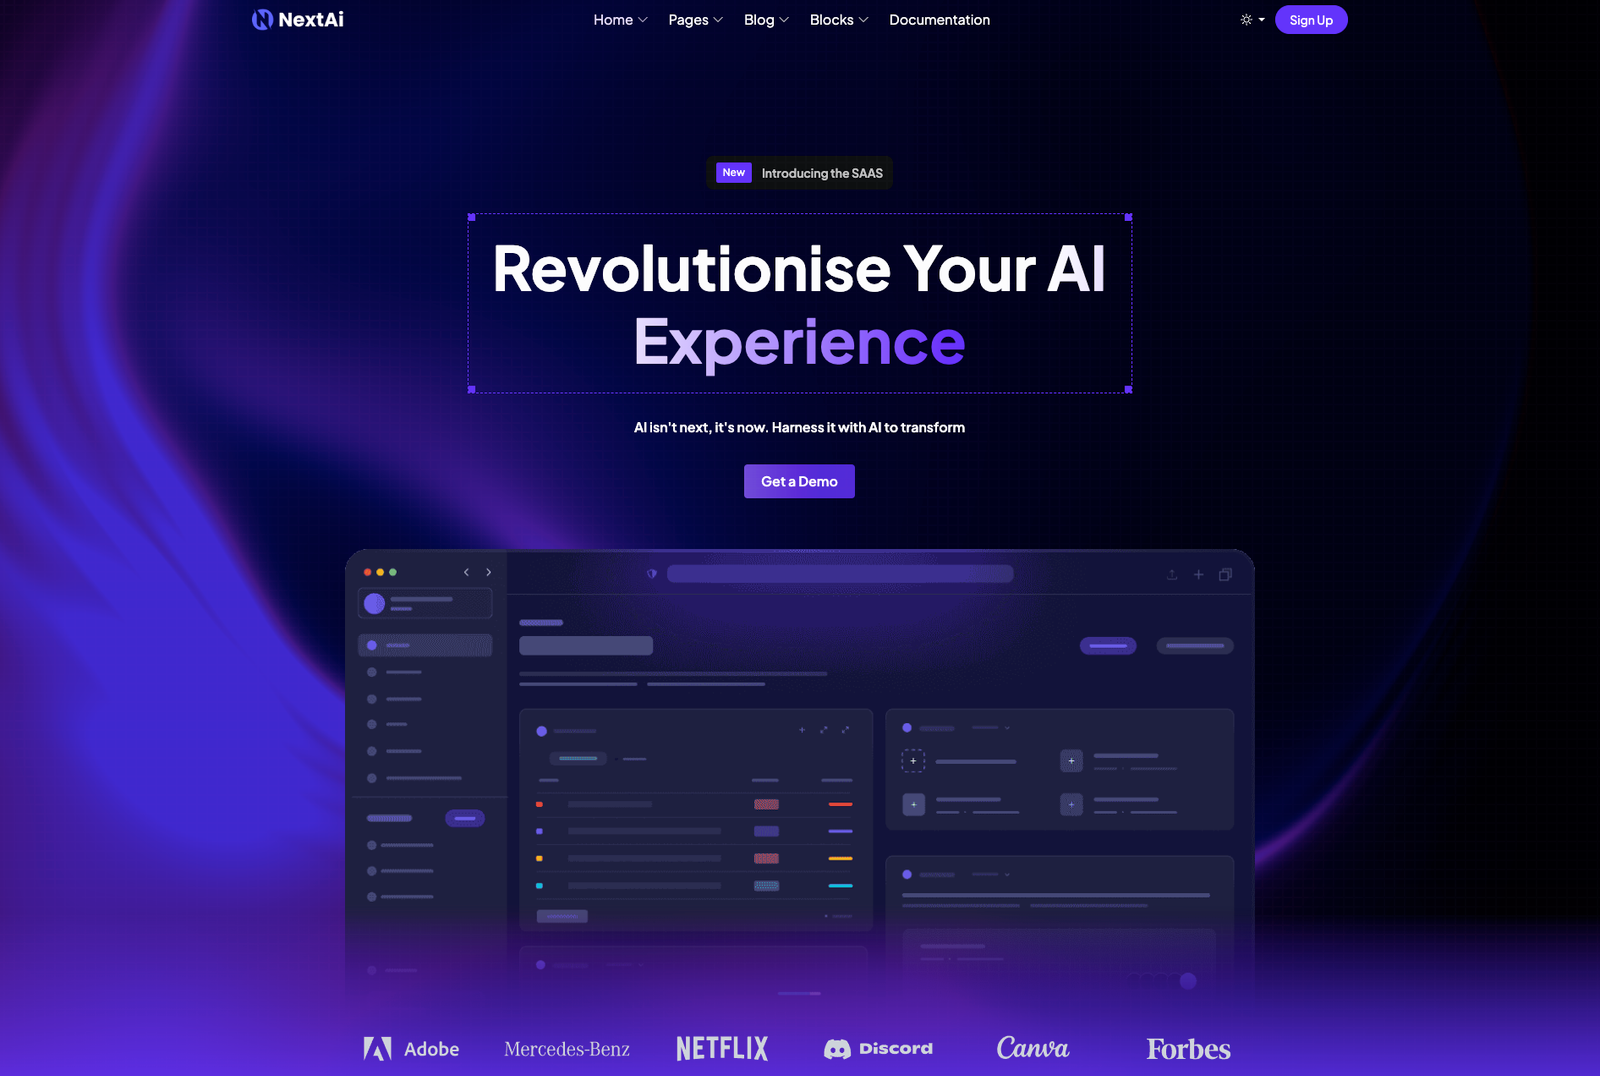 NextAi
Home
Pages
Blog
Blocks
Documentation
Sign Up
New
Introducing the SAAS
Revolutionise Your AI
Experience
AI isn't next, it's now. Harness it with AI to transform
Get a Demo
Adobe
Mercedes-Benz
NETFLIX
Discord
Canva
Forbes